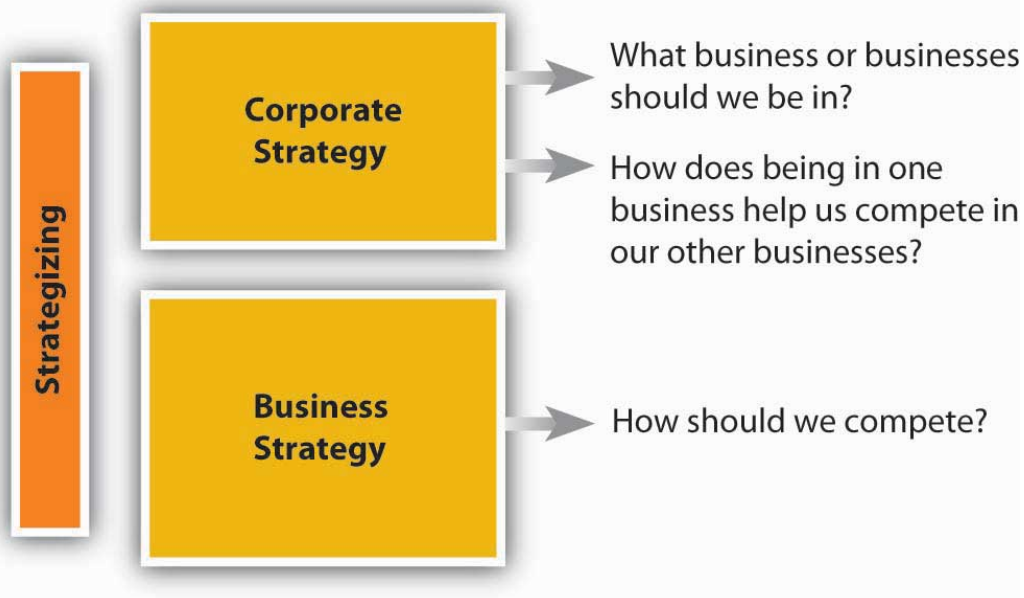 Strategizing
Corporate
Strategy
What business or businesses
should we be in?
How does being in one
business help us compete in
our other businesses?
Business
Strategy
How should we compete?